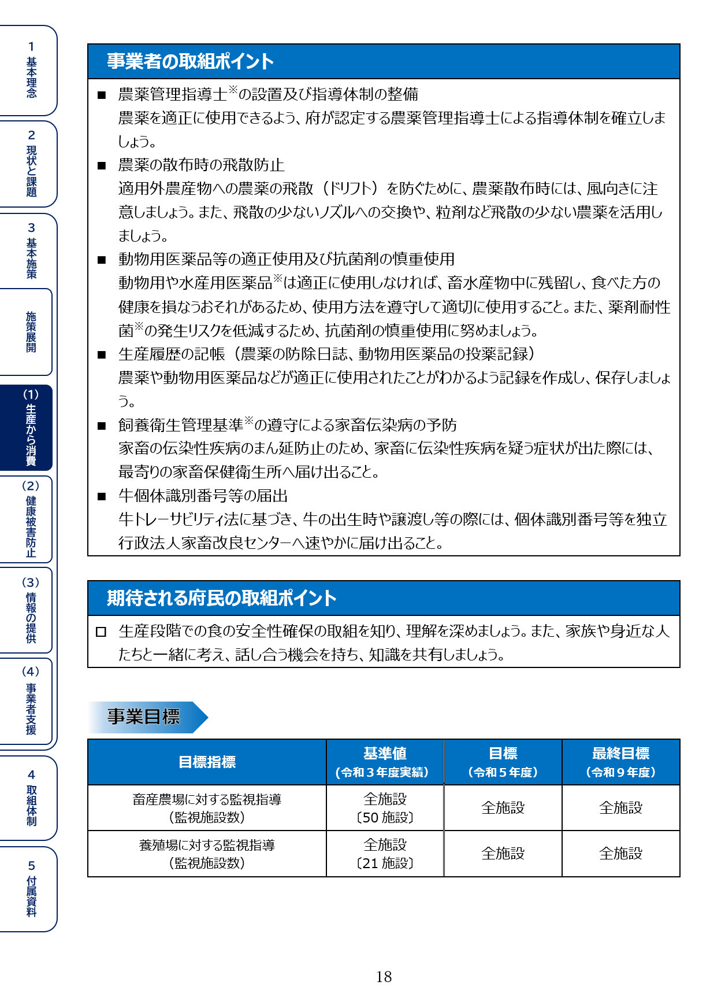 1 基本理念
2 現状と課題
3 基本施策
施策展開
(1) 生産から消費
(2) 健康被害防止
(3) 情報の提供
(4) 事業者支援
4 取組体制
5 付属資料
事業者の取組ポイント
■ 農薬管理指導士※の設置及び指導体制の整備
農薬を適正に使用できるよう、府が認定する農薬管理指導士による指導体制を確立しま
しょう。
■ 農薬の散布時の飛散防止
適用外農産物への農薬の飛散（ドリフト）を防ぐために、農薬散布時には、風向きに注
意しましょう。また、飛散の少ないノズルへの交換や、粒剤など飛散の少ない農薬を活用し
ましょう。
■ 動物用医薬品等の適正使用及び抗菌剤の慎重使用
動物用や水産用医薬品※は適正に使用しなければ、畜水産物中に残留し、食べた方の
健康を損なうおそれがあるため、使用方法を遵守して適切に使用すること。また、薬剤耐性
菌※の発生リスクを低減するため、抗菌剤の慎重使用に努めましょう。
■ 生産履歴の記帳（農薬の防除日誌、動物用医薬品の投薬記録）
農薬や動物用医薬品などが適正に使用されたことがわかるよう記録を作成し、保存しましょ
う。
■ 飼養衛生管理基準※の遵守による家畜伝染病の予防
家畜の伝染性疾病のまん延防止のため、家畜に伝染性疾病を疑う症状が出た際には、
最寄りの家畜保健衛生所へ届け出ること。
■ 牛個体識別番号等の届出
牛トレーサビリティ法に基づき、牛の出生時や譲渡し等の際には、個体識別番号等を独立
行政法人家畜改良センターへ速やかに届け出ること。
期待される府民の取組ポイント
□ 生産段階での食の安全性確保の取組を知り、理解を深めましょう。また、家族や身近な人
たちと一緒に考え、話し合う機会を持ち、知識を共有しましょう。
事業目標
目標指標 基準値 目標 最終目標
(令和３年度実績） （令和５年度） （令和９年度）
畜産農場に対する監視指導 全施設 全施設 全施設
（監視施設数） 〔50 施設〕
養殖場に対する監視指導 全施設 全施設 全施設
（監視施設数） 〔21 施設〕
18